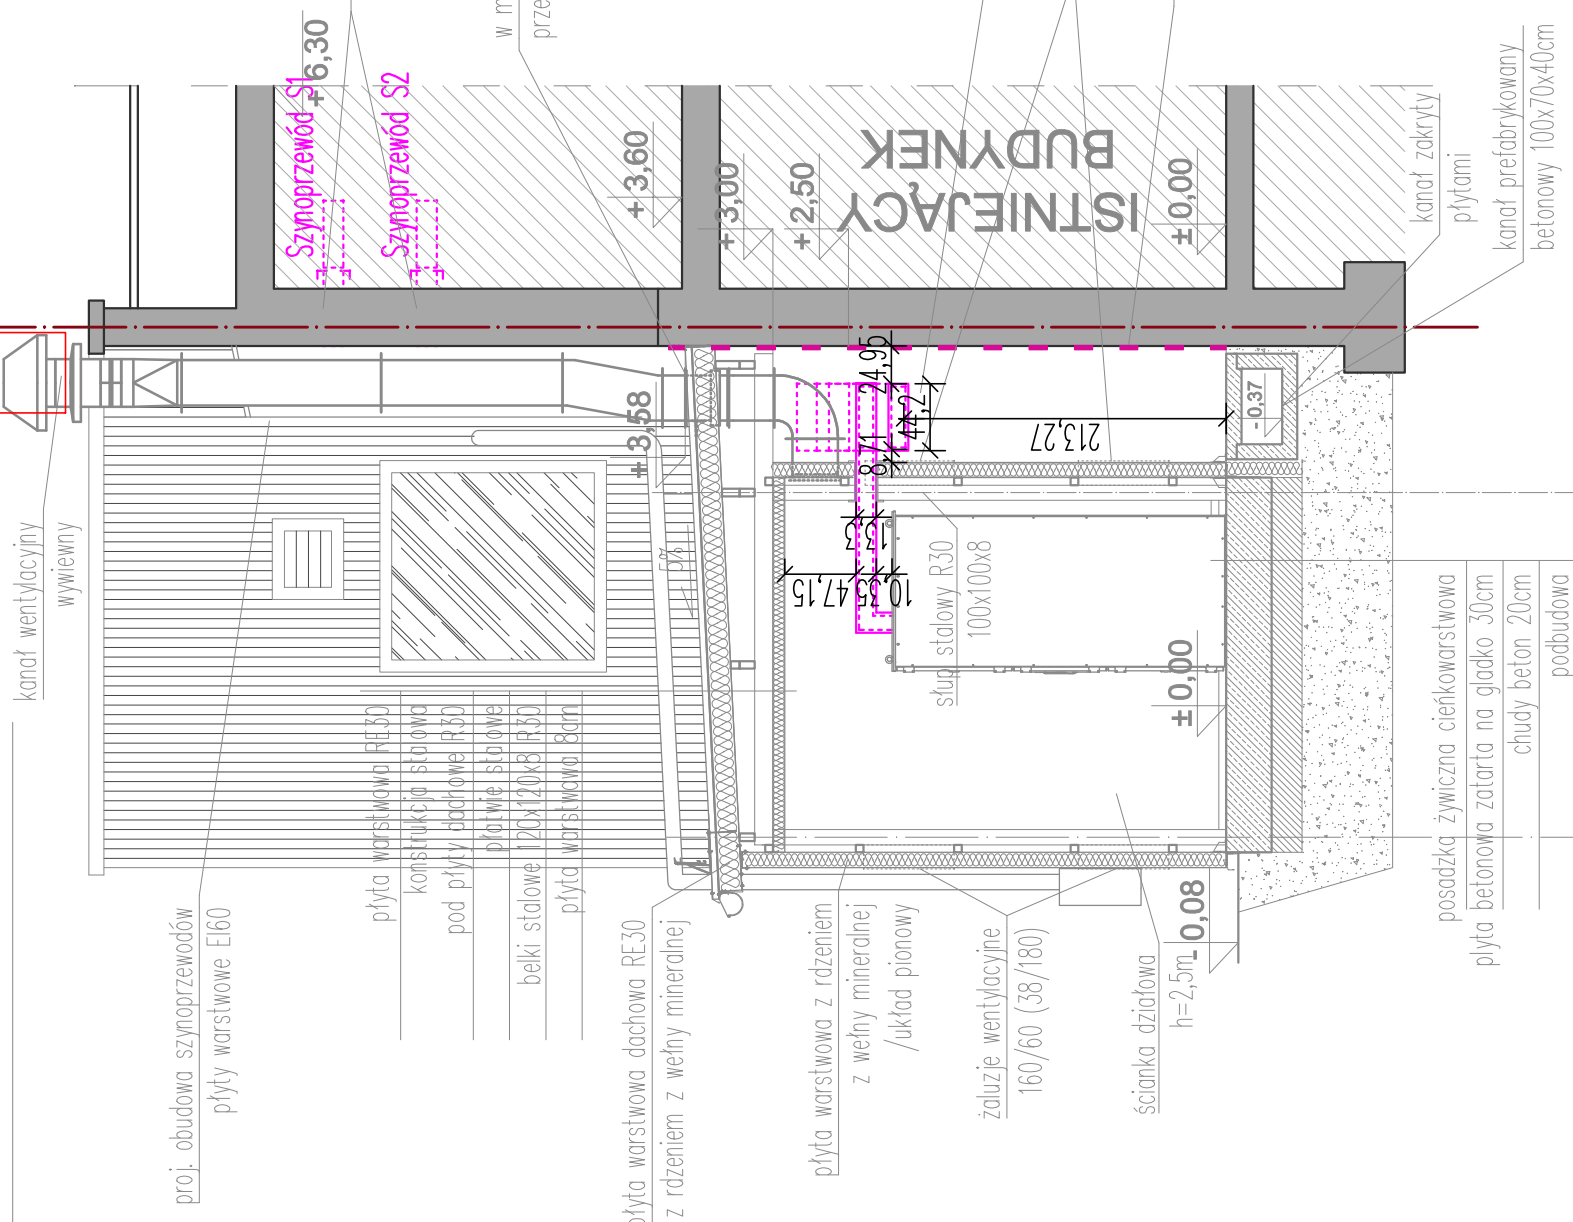 kanał wentylacyjny
wywiewny
Szynoprzewód S1
Szynoprzewód S2
+ 6,30
w m
prze
+ 3,60
+ 3,00
+ 2,50
ISTNIEJĄCY
BUDYNEK
± 0,00
kanał zakryty
płytami
kanał prefabrykowany
betonowy 100x70x40cm
- 0,37
+ 3,58
5%
24,95
44,2
8,71
213,27
13,3
47,15
10,35
słup stalowy R30
100x100x8
± 0,00
- 0,08
proj. obudowa szynoprzewodów
płyty warstwowe EI60
płyta warstwowa RE30
konstrukcja stalowa
pod płyty dachowe R30
płatwie stalowe
belki stalowe 120x120x8 R30
płyta warstwowa 8cm
płyta warstwowa dachowa RE30
z rdzeniem z wełny mineralnej
płyta warstwowa z rdzeniem
z wełny mineralnej
/układ pionowy
żaluzje wentylacyjne
160/60 (38/180)
ścianka działowa
h=2,5m
posadzka żywiczna cieńkowarstwowa
płyta betonowa zatarta na gładko 30cm
chudy beton 20cm
podbudowa